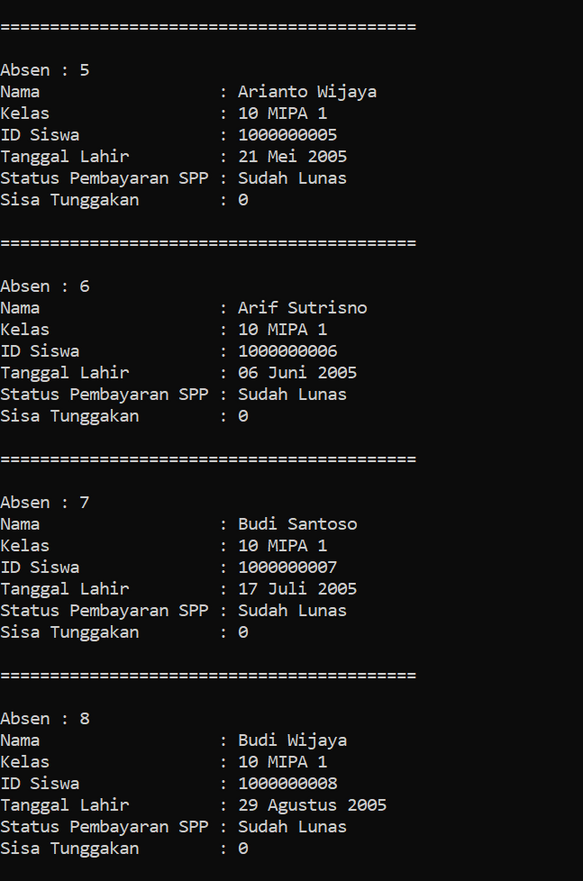 ==========================================
Absen : 5
Nama                  : Arianto Wijaya
Kelas                 : 10 MIPA 1
ID Siswa              : 1000000005
Tanggal Lahir         : 21 Mei 2005
Status Pembayaran SPP : Sudah Lunas
Sisa Tunggakan        : 0
==========================================
Absen : 6
Nama                  : Arif Sutrisno
Kelas                 : 10 MIPA 1
ID Siswa              : 1000000006
Tanggal Lahir         : 06 Juni 2005
Status Pembayaran SPP : Sudah Lunas
Sisa Tunggakan        : 0
==========================================
Absen : 7
Nama                  : Budi Santoso
Kelas                 : 10 MIPA 1
ID Siswa              : 1000000007
Tanggal Lahir         : 17 Juli 2005
Status Pembayaran SPP : Sudah Lunas
Sisa Tunggakan        : 0
==========================================
Absen : 8
Nama                  : Budi Wijaya
Kelas                 : 10 MIPA 1
ID Siswa              : 1000000008
Tanggal Lahir         : 29 Agustus 2005
Status Pembayaran SPP : Sudah Lunas
Sisa Tunggakan        : 0